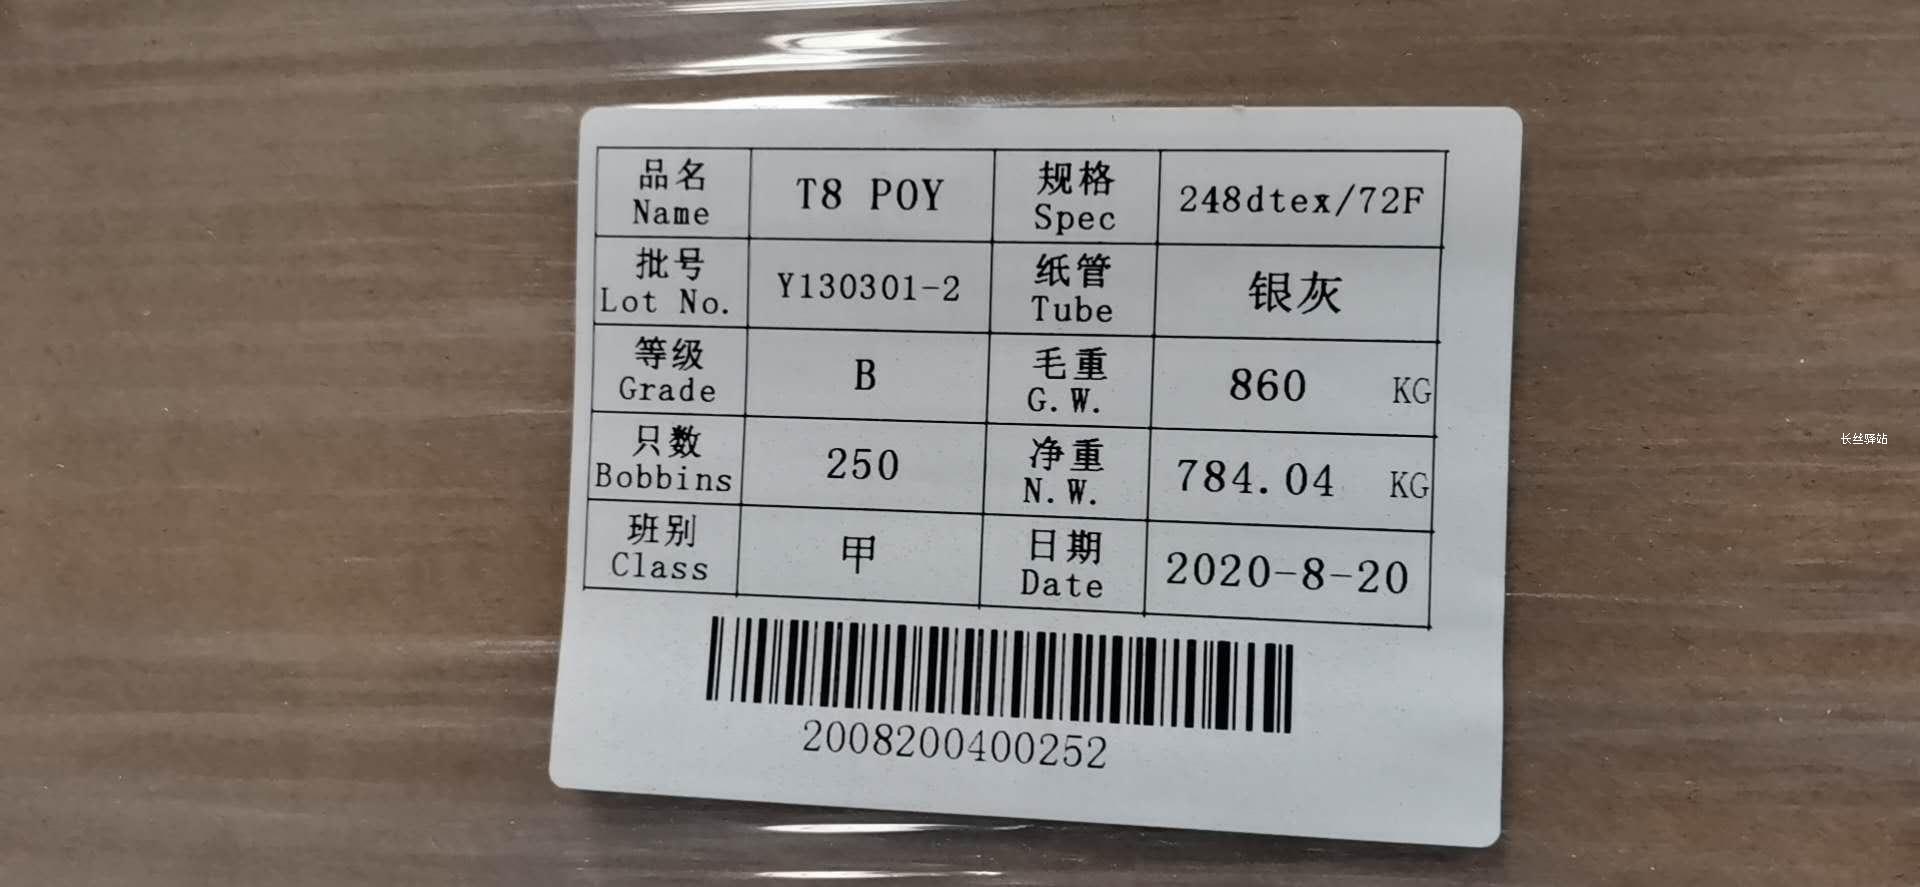 品名 Name T8 POY 规格 Spec 248dtex/72F
批号 Lot No. Y130301-2 纸管 Tube 银灰
等级 Grade B 毛重 G.W. 860 KG
只数 Bobbins 250 净重 N.W. 784.04 KG
班别 Class 甲 日期 Date 2020-8-20
2008200400252
长丝驿站